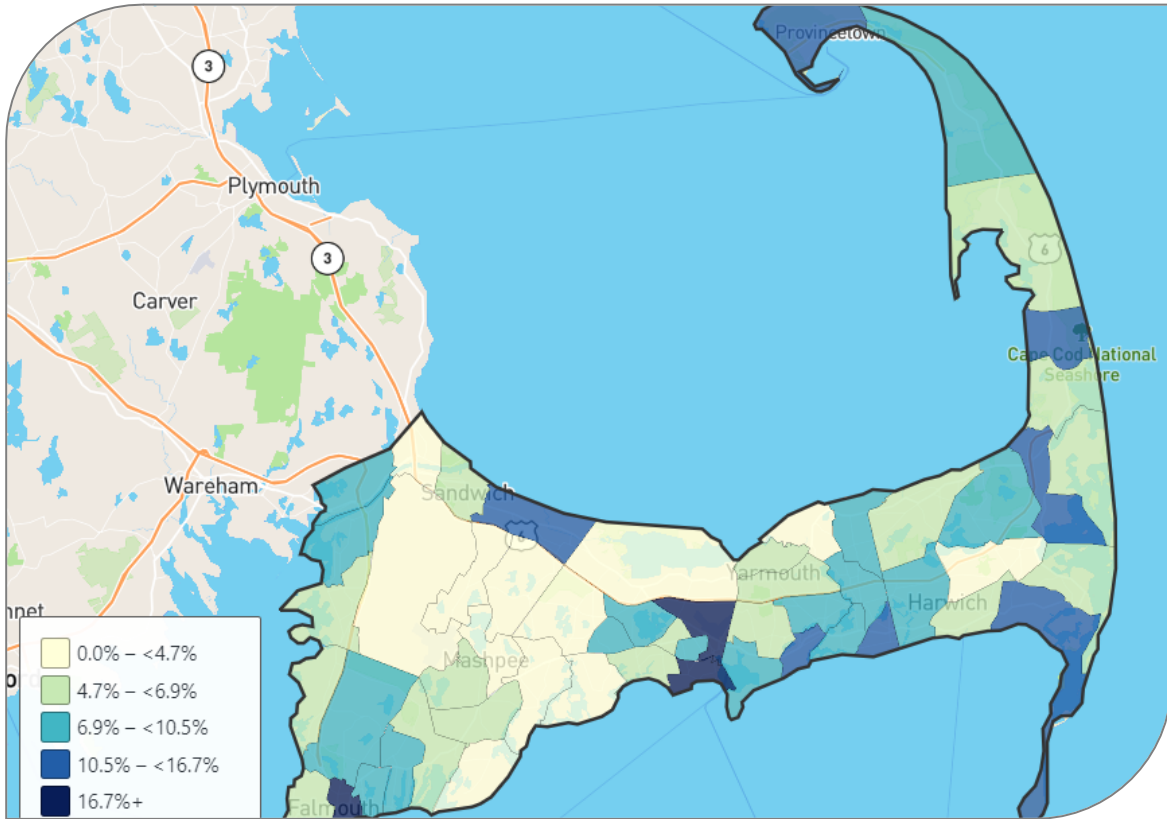 Provincetown
3
Plymouth
6
3
Carver
Cape Cod National
Seashore
Wareham
Sandwich
6
Yarmouth
Harwich
nnet
Mashpee
0.0% – <4.7%
4.7% – <6.9%
6.9% – <10.5%
10.5% – <16.7%
16.7%+
Falmouth